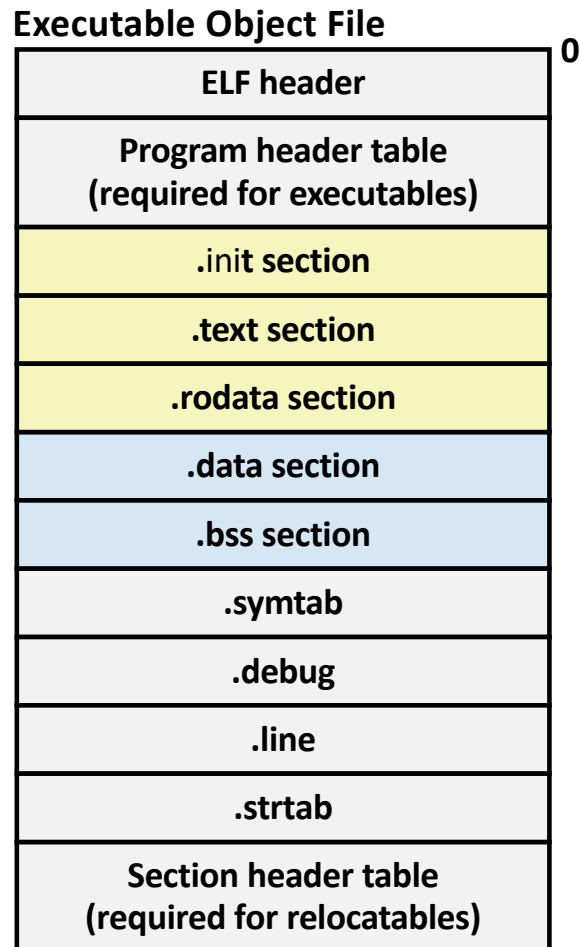 Executable Object File
0
ELF header
Program header table
(required for executables)
.init section
.text section
.rodata section
.data section
.bss section
.symtab
.debug
.line
.strtab
Section header table
(required for relocatables)